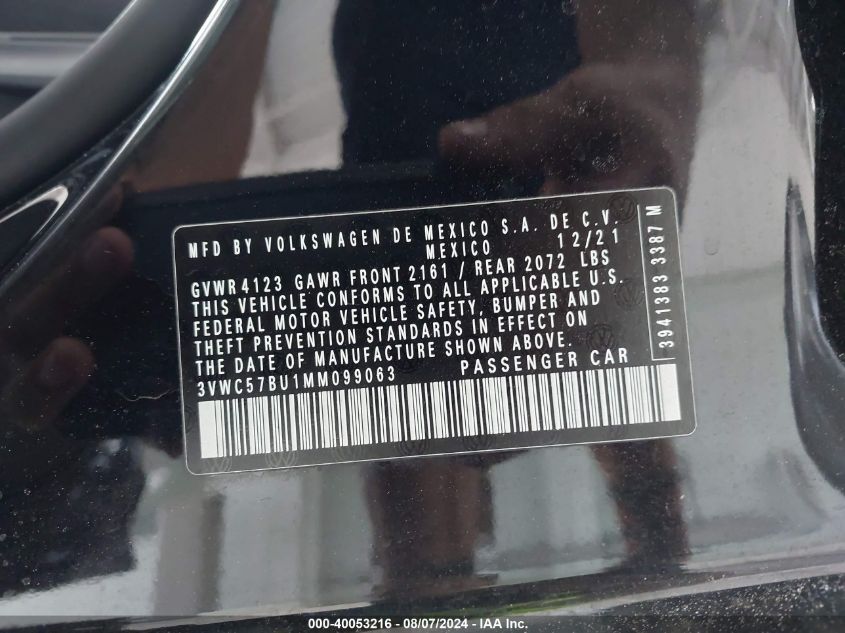 MFD BY VOLKSWAGEN DE MEXICO S.A. DE C.V.
MEXICO 12/21
GVWR 4123 GAWR FRONT 2161 / REAR 2072 LBS
THIS VEHICLE CONFORMS TO ALL APPLICABLE U.S.
FEDERAL MOTOR VEHICLE SAFETY, BUMPER AND
THEFT PREVENTION STANDARDS IN EFFECT ON
THE DATE OF MANUFACTURE SHOWN ABOVE.
3VWC57BU1MM099063 PASSENGER CAR
3941383 3387 M
000-40053216 - 08/07/2024 - IAA, Inc.